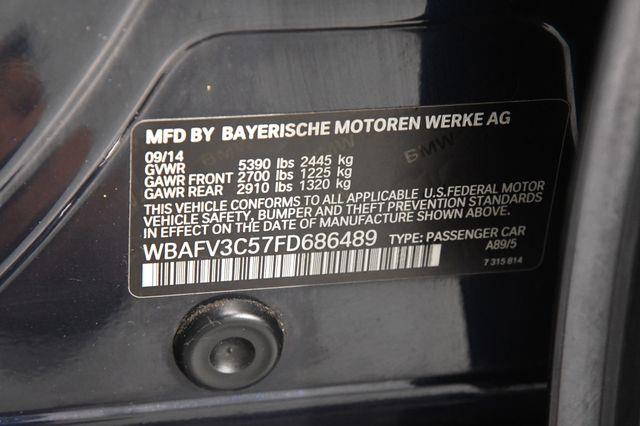 MFD BY BAYERISCHE MOTOREN WERKE AG
09/14
GVWR 5390 lbs 2445 kg
GAWR FRONT 2700 lbs 1225 kg
GAWR REAR 2910 lbs 1320 kg
BMW
BMW
THIS VEHICLE CONFORMS TO ALL APPLICABLE U.S.FEDERAL MOTOR
VEHICLE SAFETY, BUMPER AND THEFT PREVENTION STANDARDS
IN EFFECT ON THE DATE OF MANUFACTURE SHOWN ABOVE.
WBAFV3C57FD686489 TYPE: PASSENGER CAR
A89/5
7 315 814